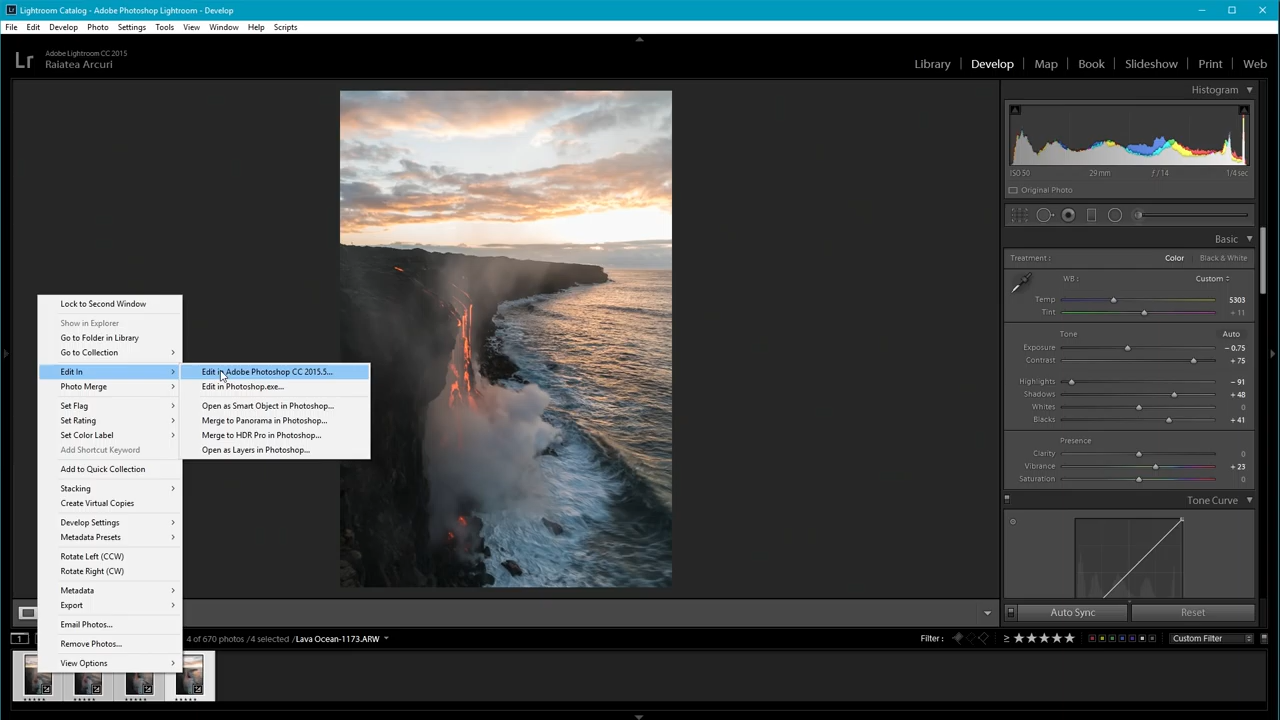 Lightroom Catalog - Adobe Photoshop Lightroom - Develop
File Edit Develop Photo Settings Tools View Window Help Scripts
Lr
Adobe Lightroom CC 2015
Raiatea Arcuri
Library | Develop | Map | Book | Slideshow | Print | Web
Histogram
ISO 50 29 mm ƒ / 14 1/4 sec
Original Photo
Basic
Treatment : Color Black & White
WB : Custom
Temp 5303
Tint + 11
Tone Auto
Exposure – 0.75
Contrast + 75
Highlights – 91
Shadows + 48
Whites 0
Blacks + 41
Presence
Clarity 0
Vibrance + 23
Saturation 0
Tone Curve
Auto Sync Reset
Lock to Second Window
Show in Explorer
Go to Folder in Library
Go to Collection
Edit In
Photo Merge
Set Flag
Set Rating
Set Color Label
Add Shortcut Keyword
Add to Quick Collection
Stacking
Create Virtual Copies
Develop Settings
Metadata Presets
Rotate Left (CCW)
Rotate Right (CW)
Metadata
Export
Email Photos...
Remove Photos...
View Options
Edit in Adobe Photoshop CC 2015.5...
Edit in Photoshop.exe...
Open as Smart Object in Photoshop...
Merge to Panorama in Photoshop...
Merge to HDR Pro in Photoshop...
Open as Layers in Photoshop...
1 4 of 670 photos /4 selected /Lava Ocean-1173.ARW
Filter : ≥ ★★★★★ Custom Filter